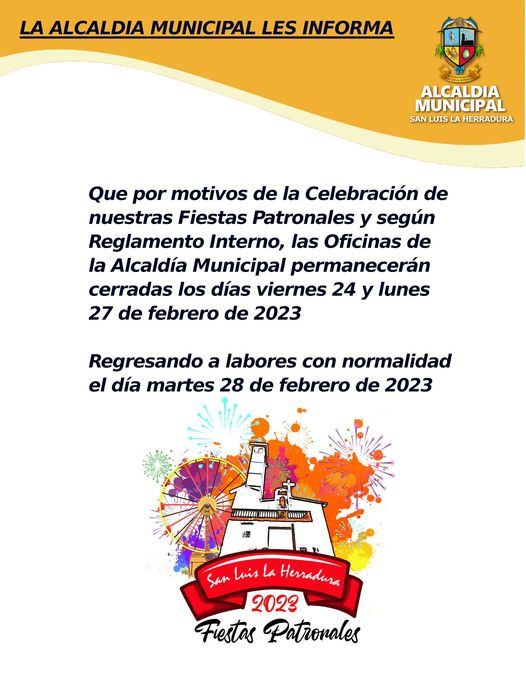 LA ALCALDIA MUNICIPAL LES INFORMA
ALCALDIA
MUNICIPAL
SAN LUIS LA HERRADURA
Que por motivos de la Celebración de
nuestras Fiestas Patronales y según
Reglamento Interno, las Oficinas de
la Alcaldía Municipal permanecerán
cerradas los días viernes 24 y lunes
27 de febrero de 2023
Regresando a labores con normalidad
el día martes 28 de febrero de 2023
San Luis La Herradura
2023
Fiestas Patronales